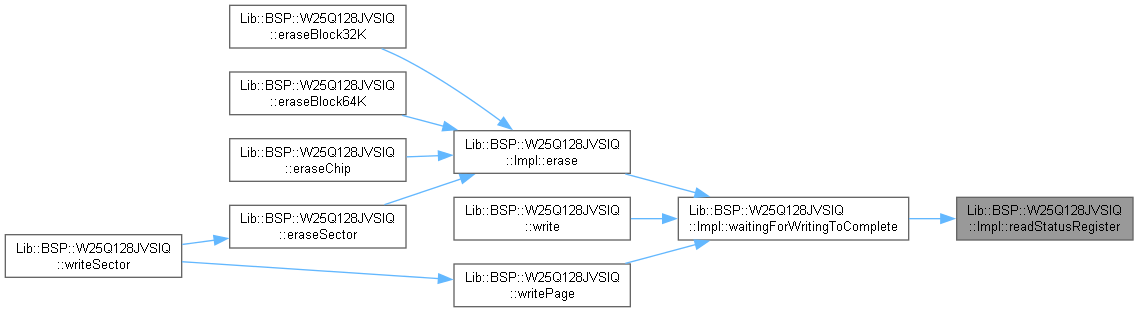 Lib::BSP::W25Q128JVSIQ
::eraseBlock32K
Lib::BSP::W25Q128JVSIQ
::eraseBlock64K
Lib::BSP::W25Q128JVSIQ
::eraseChip
Lib::BSP::W25Q128JVSIQ
::eraseSector
Lib::BSP::W25Q128JVSIQ
::writeSector
Lib::BSP::W25Q128JVSIQ
::Impl::erase
Lib::BSP::W25Q128JVSIQ
::write
Lib::BSP::W25Q128JVSIQ
::writePage
Lib::BSP::W25Q128JVSIQ
::Impl::waitingForWritingToComplete
Lib::BSP::W25Q128JVSIQ
::Impl::readStatusRegister